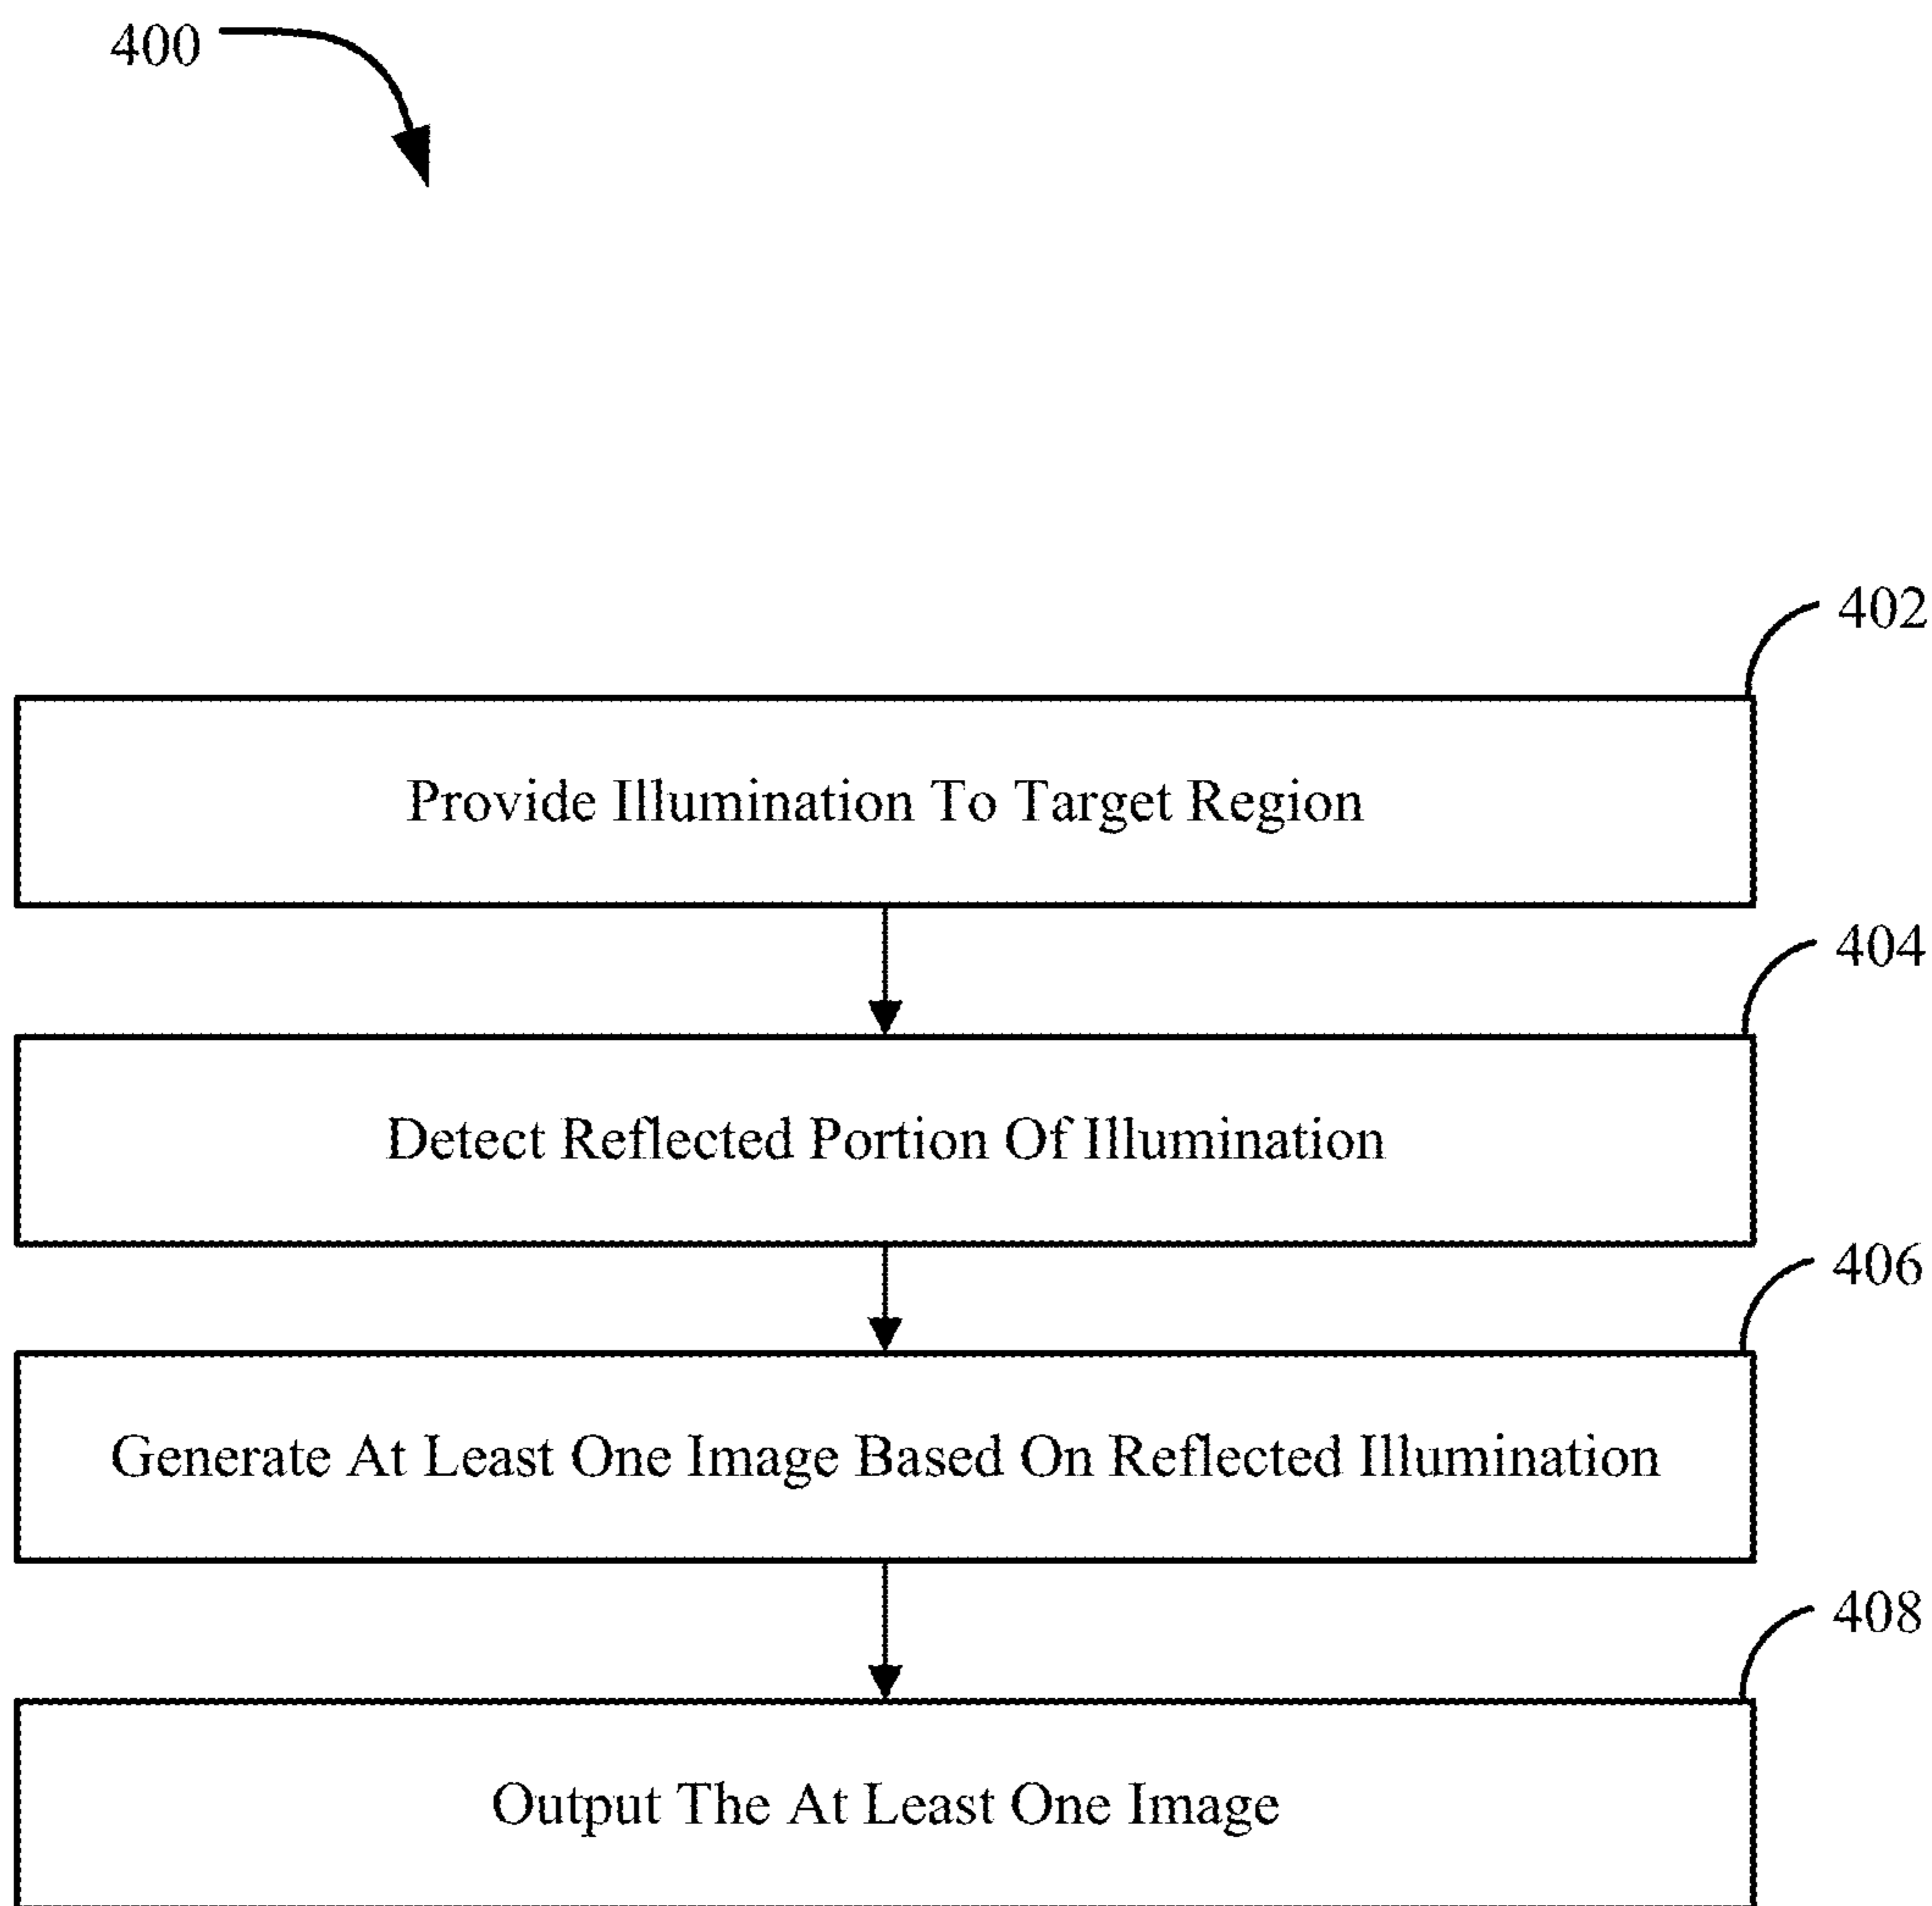 400
402
Provide Illumination To Target Region
404
Detect Reflected Portion Of Illumination
406
Generate At Least One Image Based On Reflected Illumination
408
Output The At Least One Image